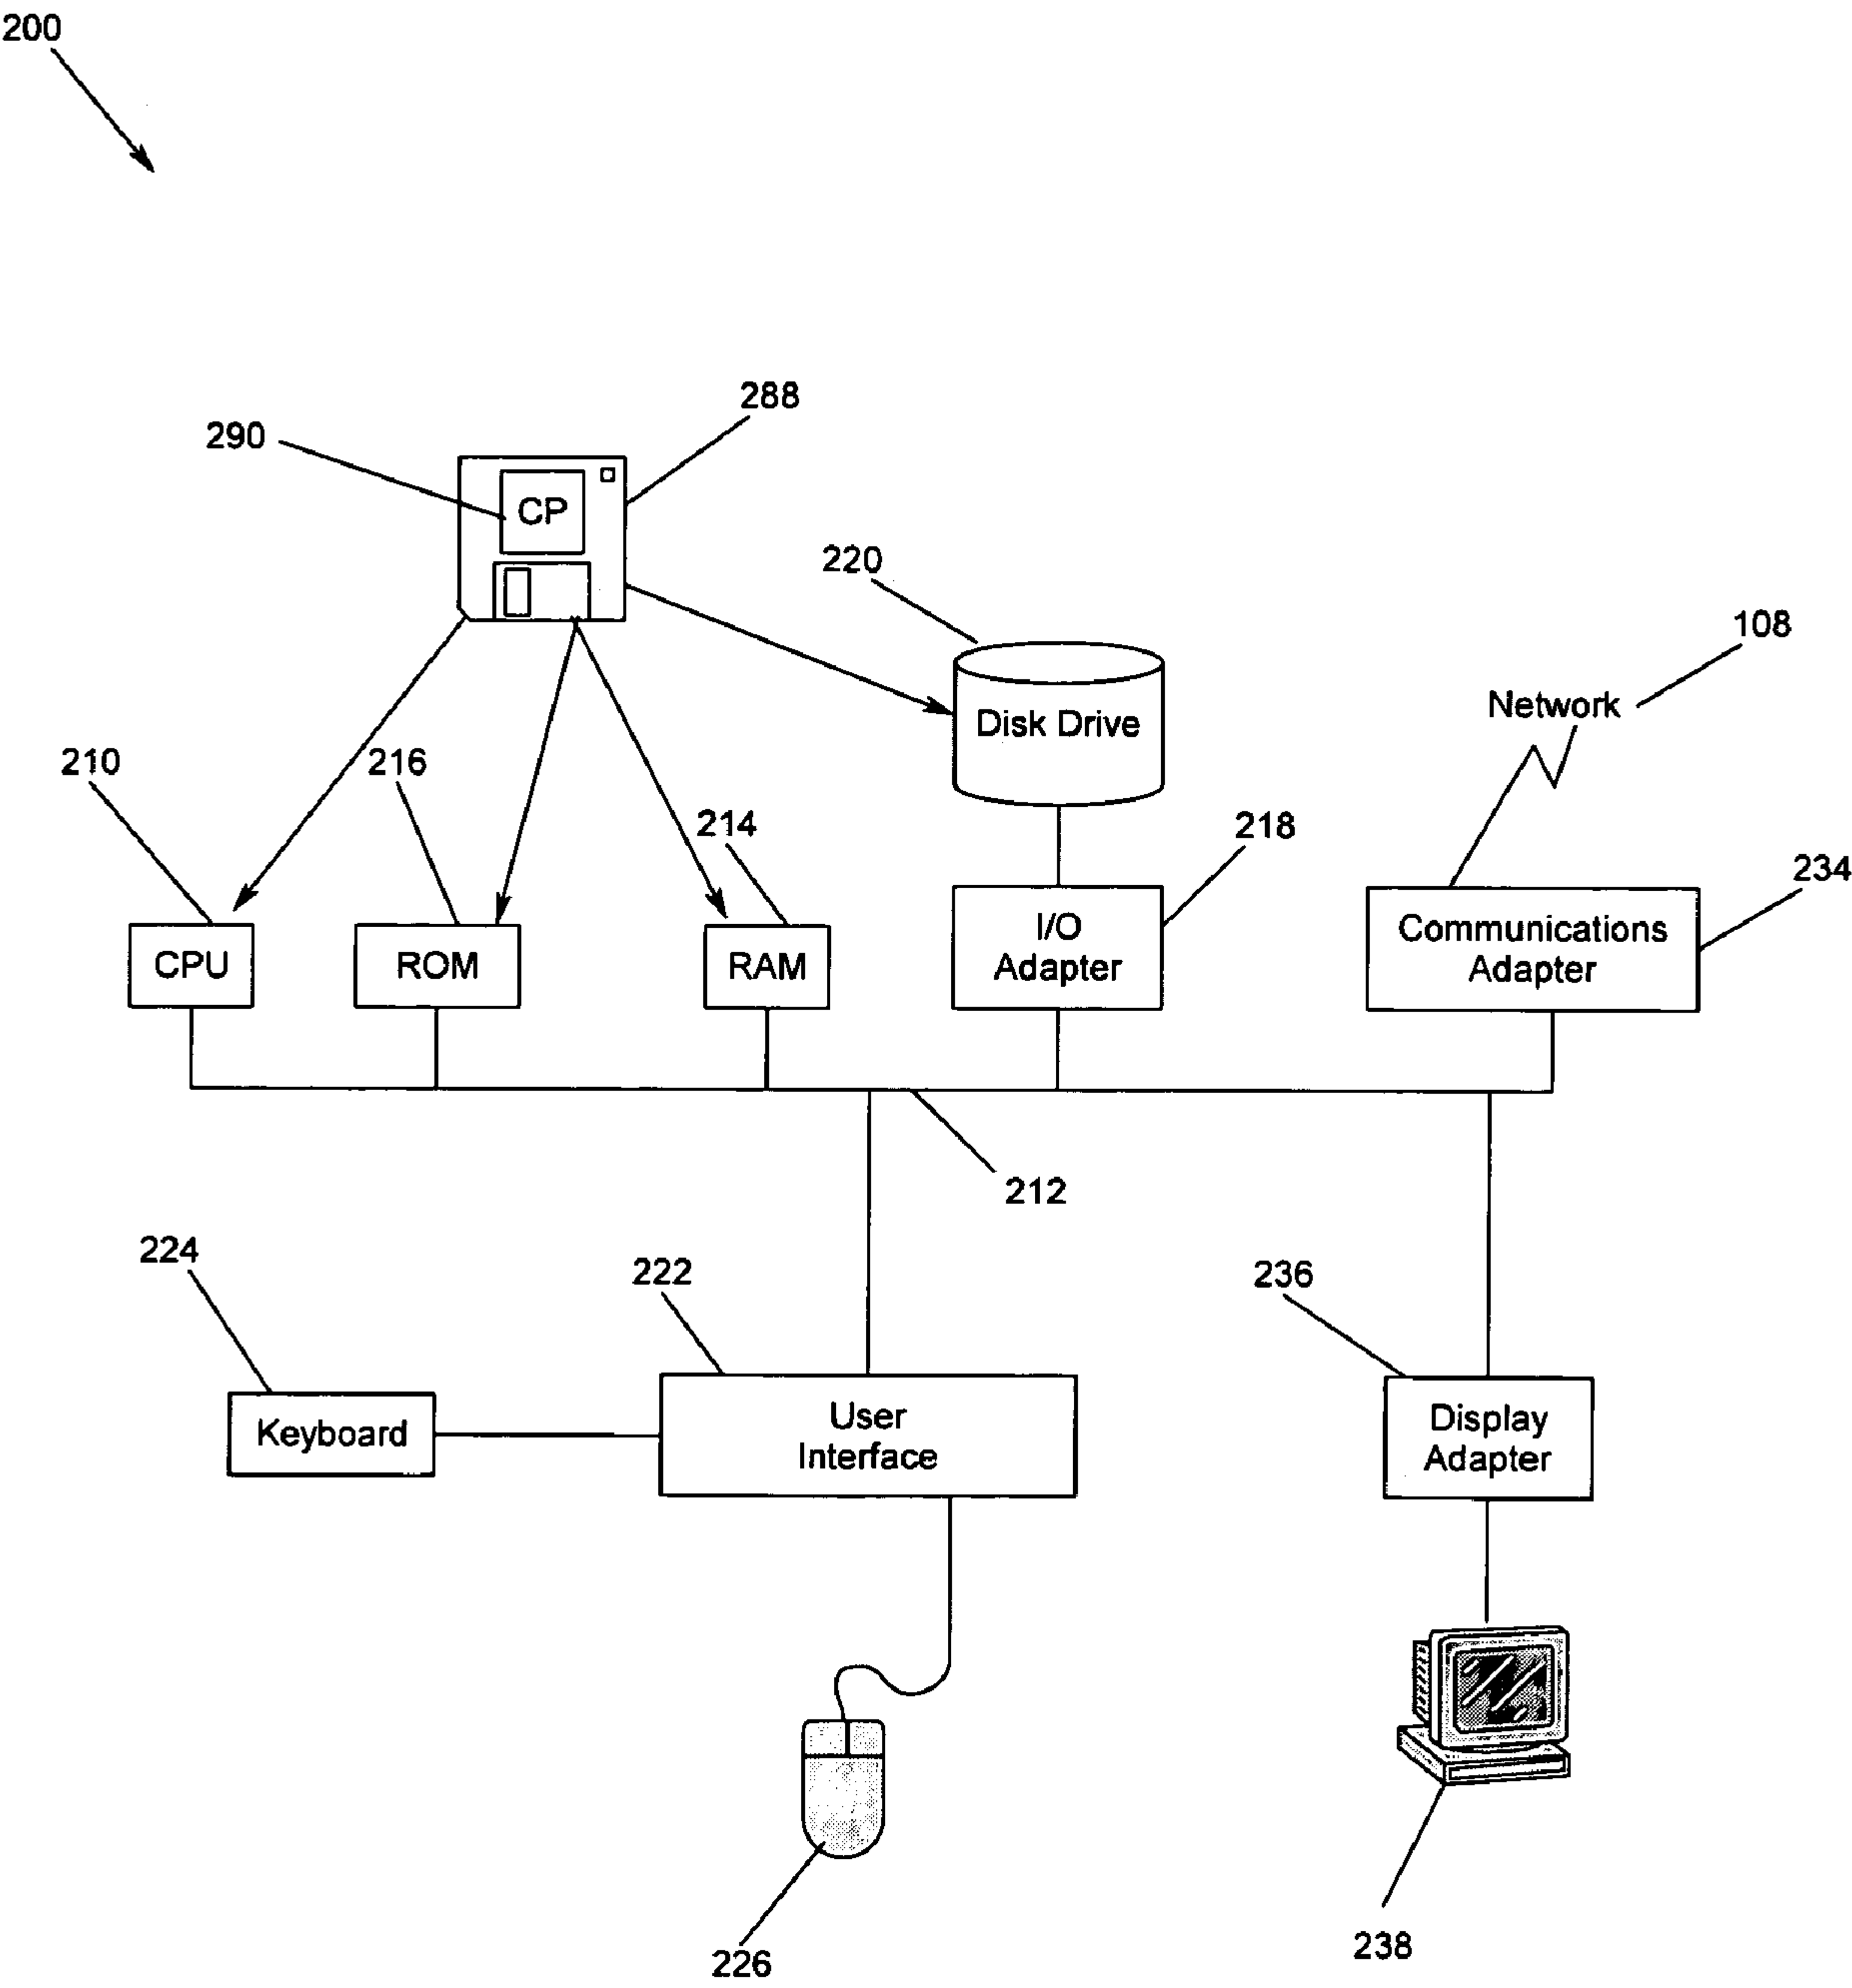 200
288
290
CP
220
108
Network
Disk Drive
210
216
214
218
234
CPU
ROM
RAM
I/O
Adapter
Communications
Adapter
212
224
222
236
Keyboard
User
Interface
Display
Adapter
226
238